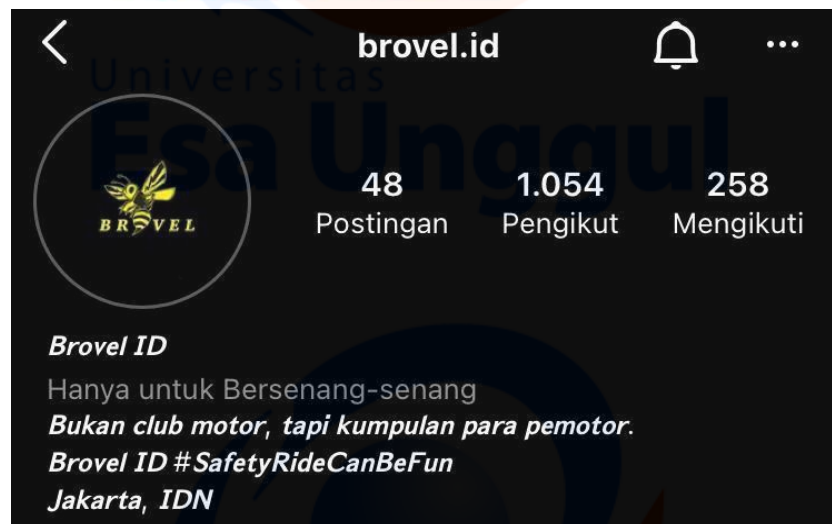 brovel.id
Universitas
Esa Unggul
48
1.054
258
Postingan
Pengikut
Mengikuti
BROVEL
Brovel ID
Hanya untuk Bersenang-senang
Bukan club motor, tapi kumpulan para pemotor.
Brovel ID #SafetyRideCanBeFun
Jakarta, IDN